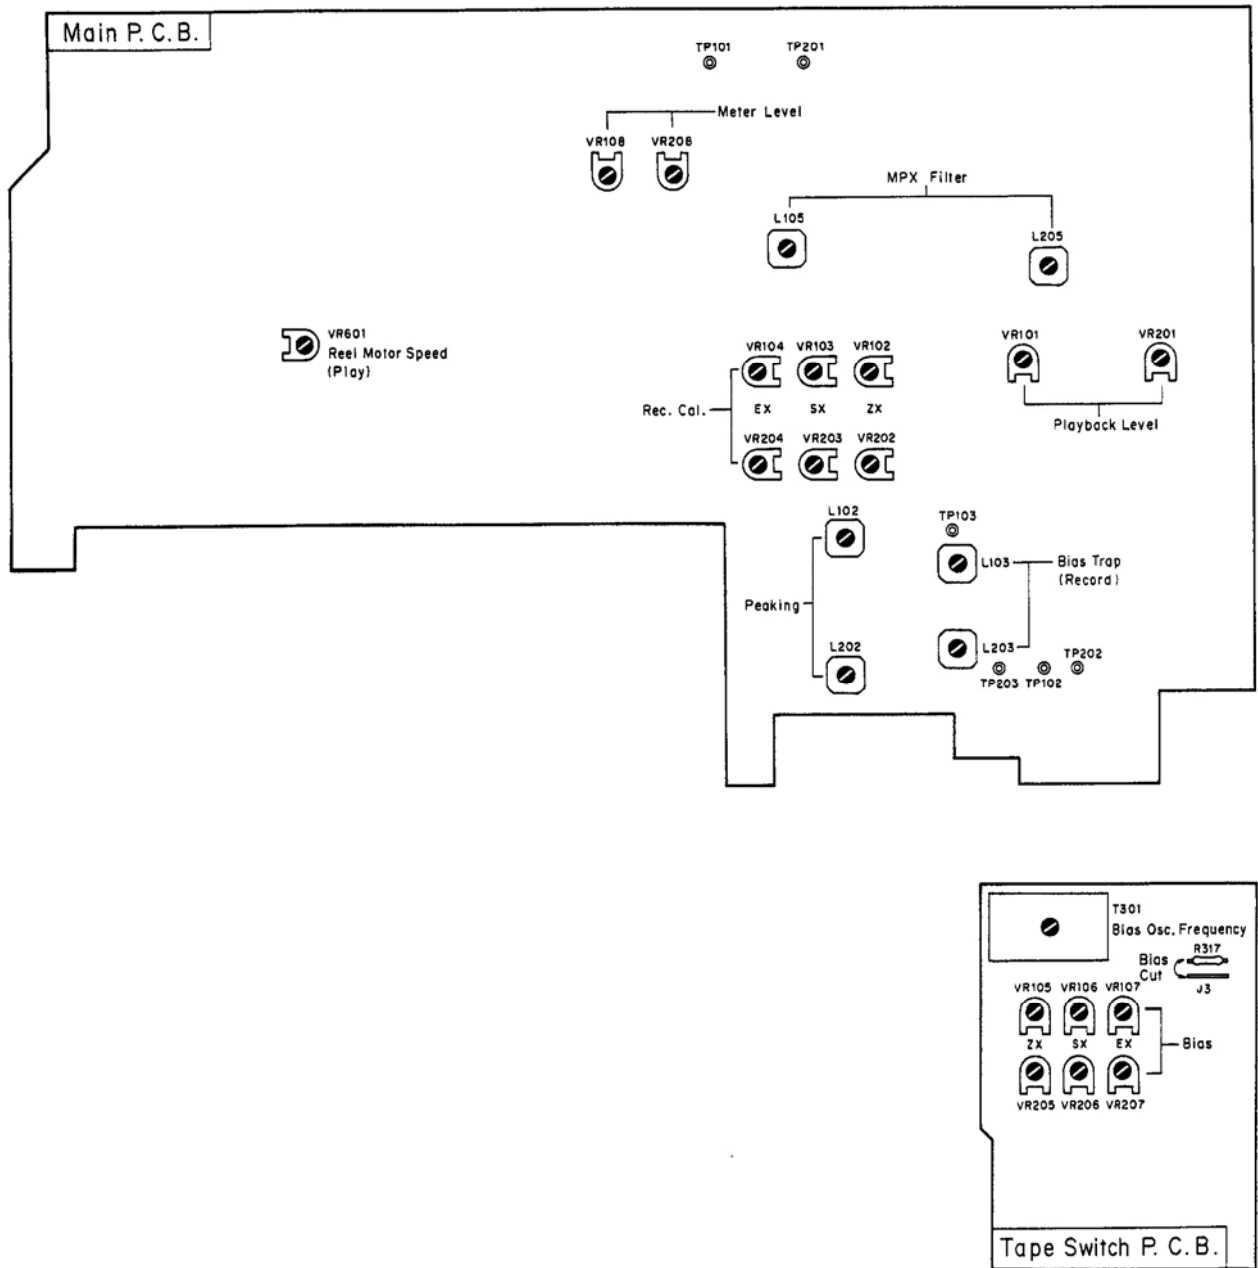 Main P. C. B.
TP101 TP201
Meter Level
VR108 VR208
MPX Filter
L105
L205
VR601
Reel Motor Speed
(Play)
VR104 VR103 VR102
VR101 VR201
Rec. Cal.
EX SX ZX
Playback Level
VR204 VR203 VR202
L102
TP103
L103
Bias Trap
(Record)
Peaking
L202
L203
TP202
TP203 TP102
T301
Bias Osc. Frequency
R317
Bias
Cut
J3
VR105 VR106 VR107
ZX SX EX
Bias
VR205 VR206 VR207
Tape Switch P. C. B.